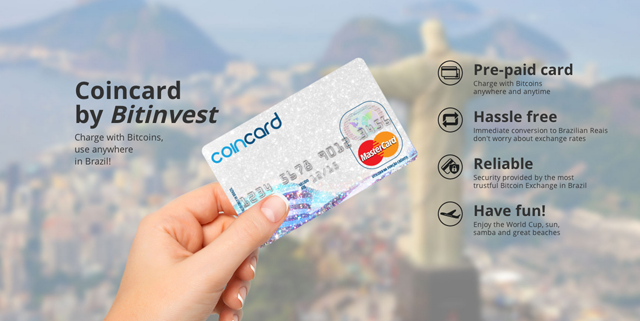 Coincard
by Bitinvest
Charge with Bitcoins,
use anywhere
in Brazil!
coincard
MasterCard
Pre-paid card
Charge with Bitcoins
anywhere and anytime
Hassle free
Immediate conversion to Brazilian Reais
don't worry about exchange rates
Reliable
Security provided by the most
trustful Bitcoin Exchange in Brazil
Have fun!
Enjoy the World Cup, sun,
samba and great beaches